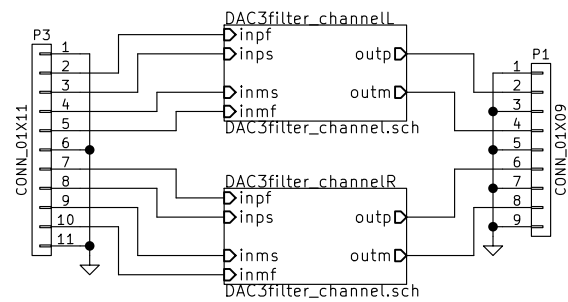 DAC3filter_channelL
P3
inpf
1
inps
outp
P1
2
1
3
inms
outm
2
4
inmf
3
5
DAC3filter_channel.sch
4
6
5
CONN_01X11
7
DAC3filter_channelR
6
8
inpf
7
9
inps
outp
8
10
9
11
inms
outm
CONN_01X09
inmf
DAC3filter_channel.sch